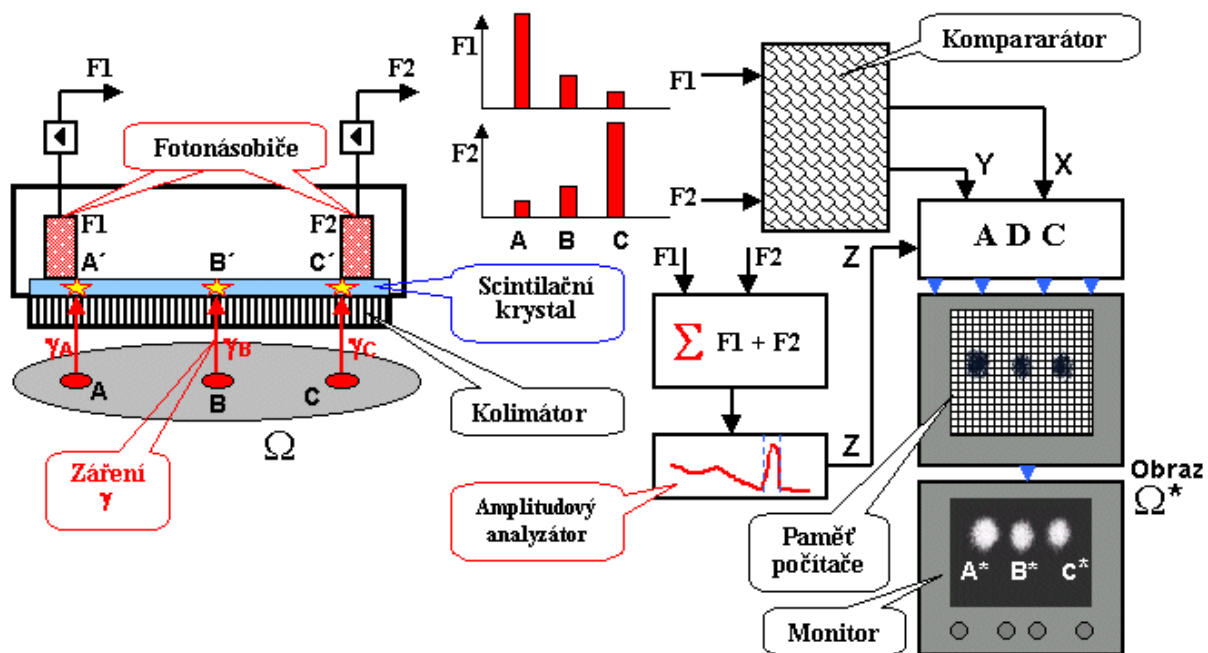 F1
F2
Fotonásobiče
F1
F2
A´
B´
C´
Scintilační
krystal
γA
γB
γC
A
B
C
Ω
Kolimátor
Záření
γ
F1
F2
A B C
F1
F2
Kompararátor
Y
X
A D C
F1
F2
Z
∑ F1 + F2
Z
Amplitudový
analyzátor
Paměť
počítače
Obraz
Ω*
A* B* C*
Monitor